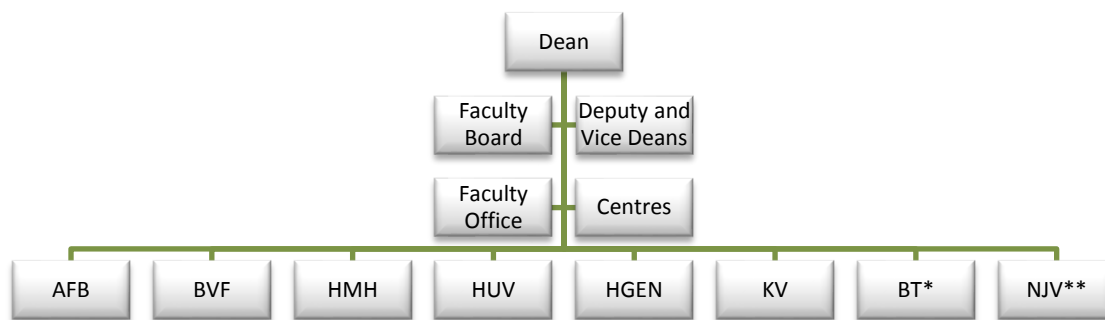 Dean
Faculty
Board
Deputy and
Vice Deans
Faculty
Office
Centres
AFB
BVF
HMH
HUV
HGEN
KV
BT*
NJV**